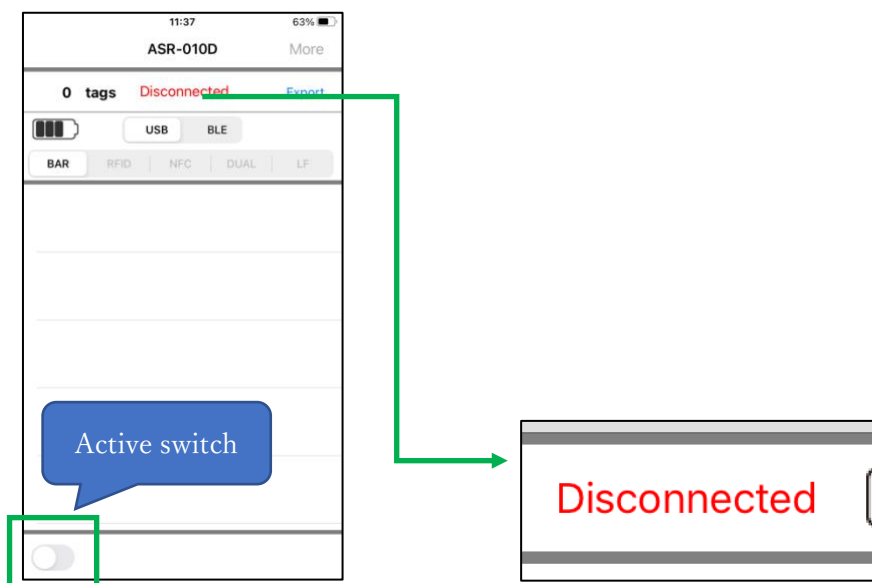 11:37 63%
ASR-010D More
0 tags Disconnected Export
USB BLE
BAR RFID NFC DUAL LF
Active switch
Disconnected